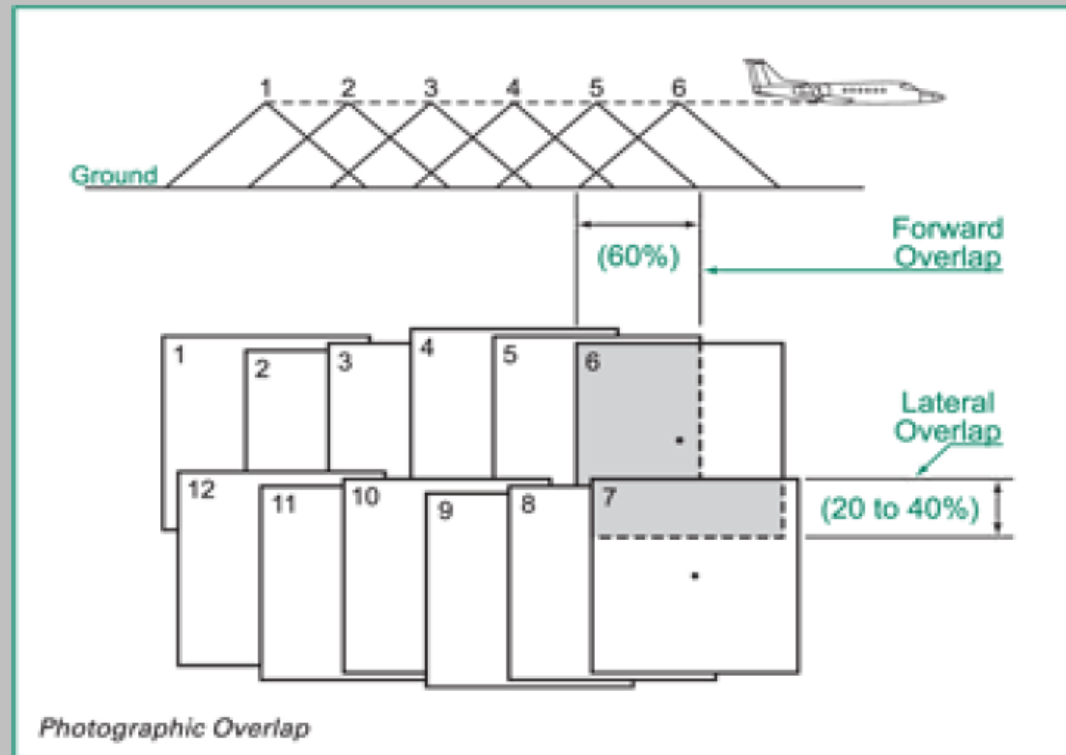 1 2 3 4 5 6
Ground
(60%)
Forward
Overlap
1 2 3 4 5 6
Lateral
Overlap
12 11 10 9 8 7
(20 to 40%)
Photographic Overlap